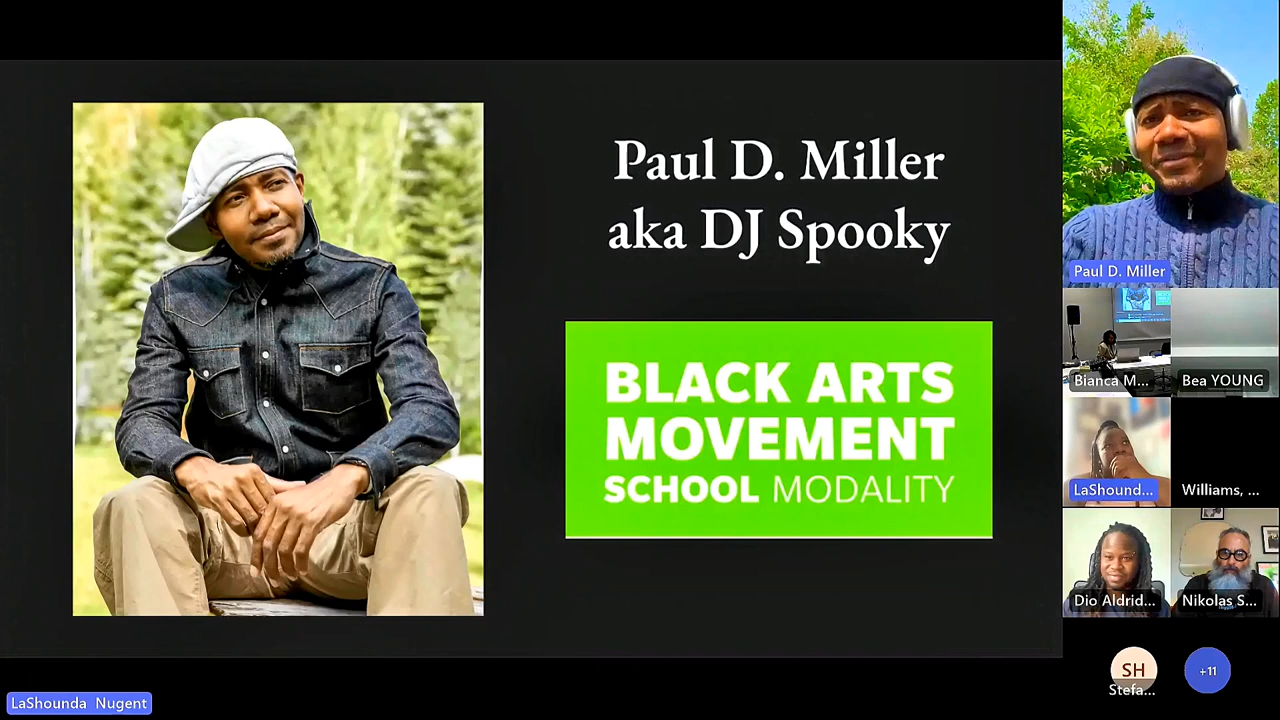 Paul D. Miller
aka DJ Spooky
BLACK ARTS
MOVEMENT
SCHOOL MODALITY
Paul D. Miller
Bianca M...
Bea YOUNG
LaShound...
Williams, ...
Dio Aldrid...
Nikolas S...
SH
Stefa...
+11
LaShounda Nugent